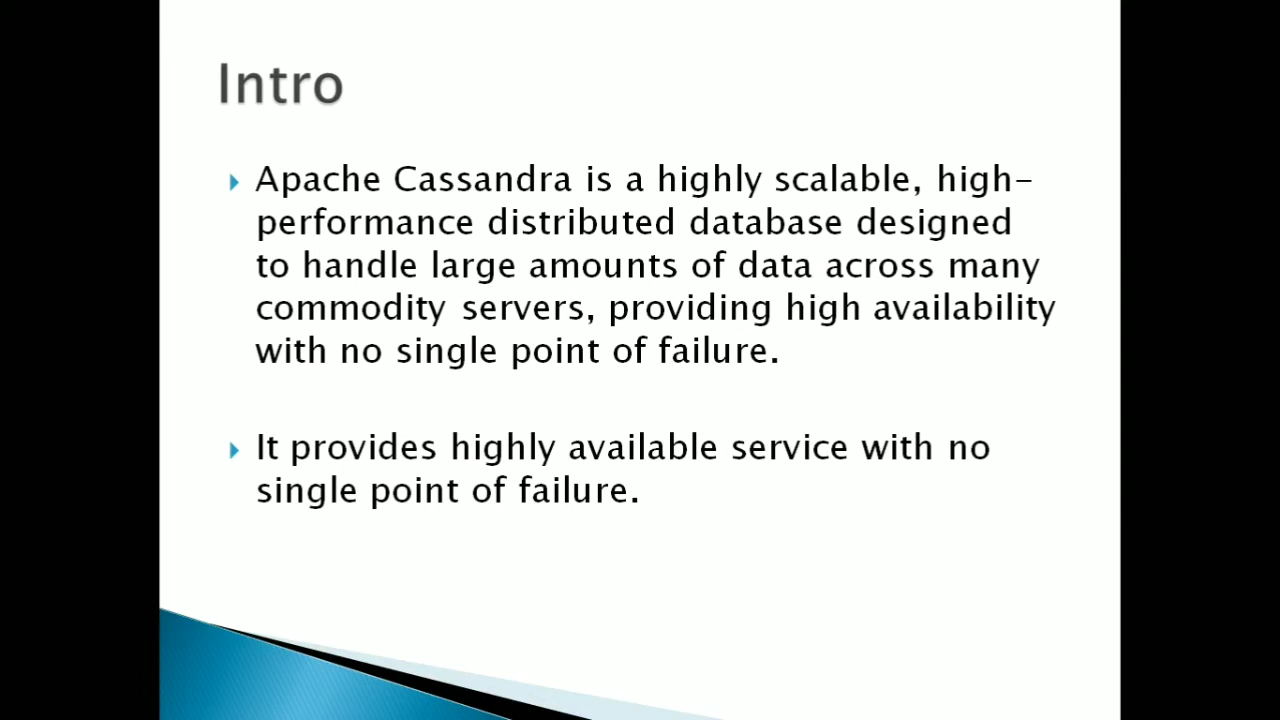 Intro
Apache Cassandra is a highly scalable, high-
performance distributed database designed
to handle large amounts of data across many
commodity servers, providing high availability
with no single point of failure.
It provides highly available service with no
single point of failure.